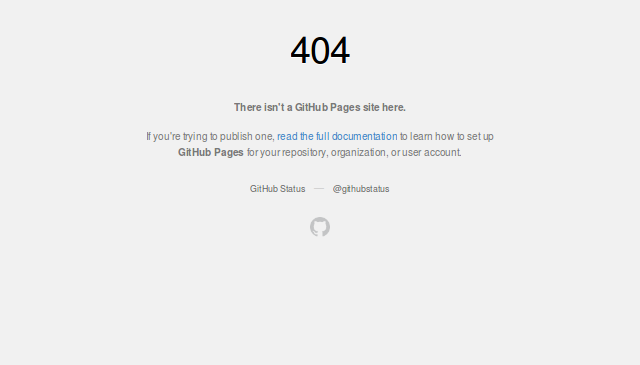 404
There isn't a GitHub Pages site here.
If you're trying to publish one, read the full documentation to learn how to set up
GitHub Pages for your repository, organization, or user account.
GitHub Status — @githubstatus